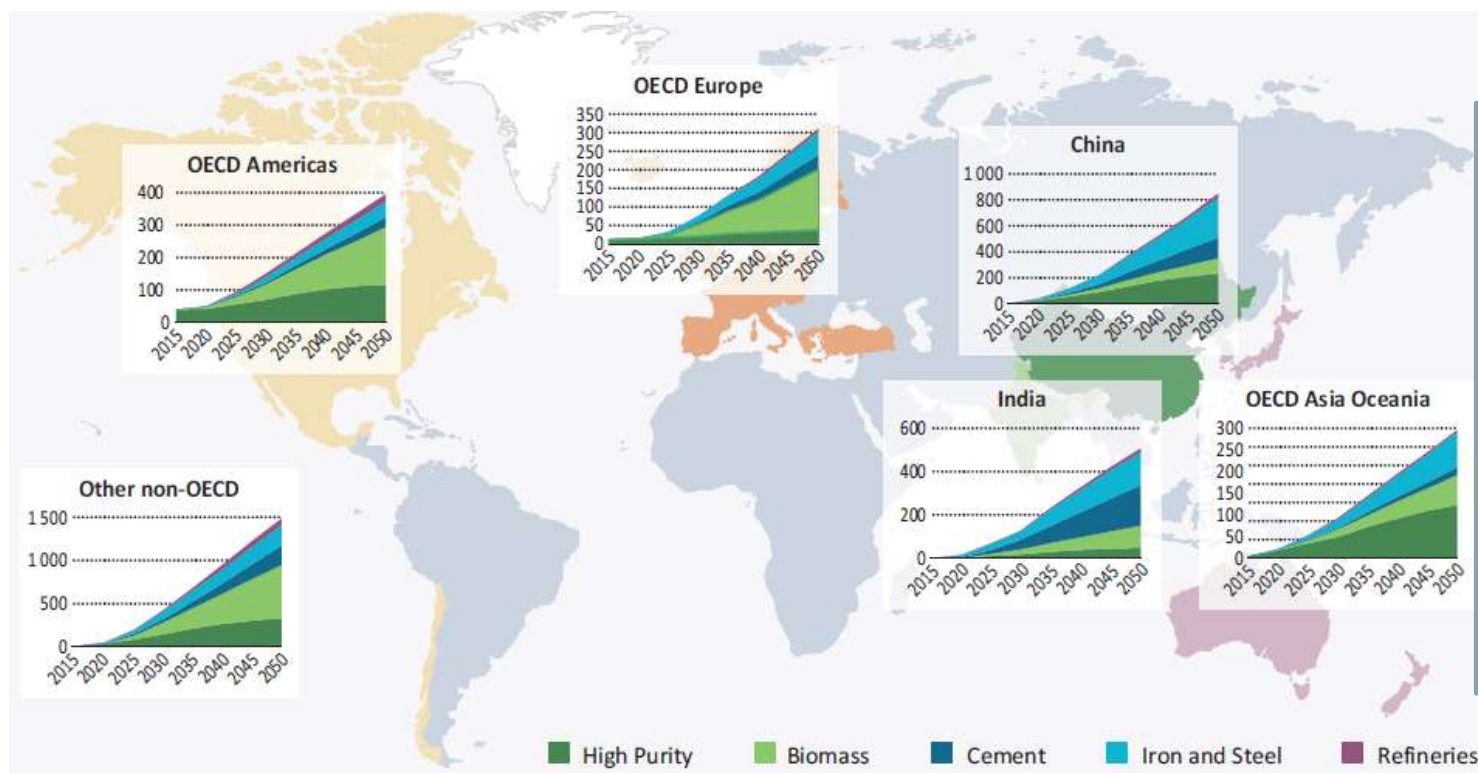 OECD Europe
350
300
250
200
150
100
50
0
2015 2020 2025 2030 2035 2040 2045 2050
OECD Americas
400
300
200
100
0
2015 2020 2025 2030 2035 2040 2045 2050
China
1 000
800
600
400
200
0
2015 2020 2025 2030 2035 2040 2045 2050
India
600
400
200
0
2015 2020 2025 2030 2035 2040 2045 2050
OECD Asia Oceania
300
250
200
150
100
50
0
2015 2020 2025 2030 2035 2040 2045 2050
Other non-OECD
1 500
1 000
500
0
2015 2020 2025 2030 2035 2040 2045 2050
High Purity Biomass Cement Iron and Steel Refineries